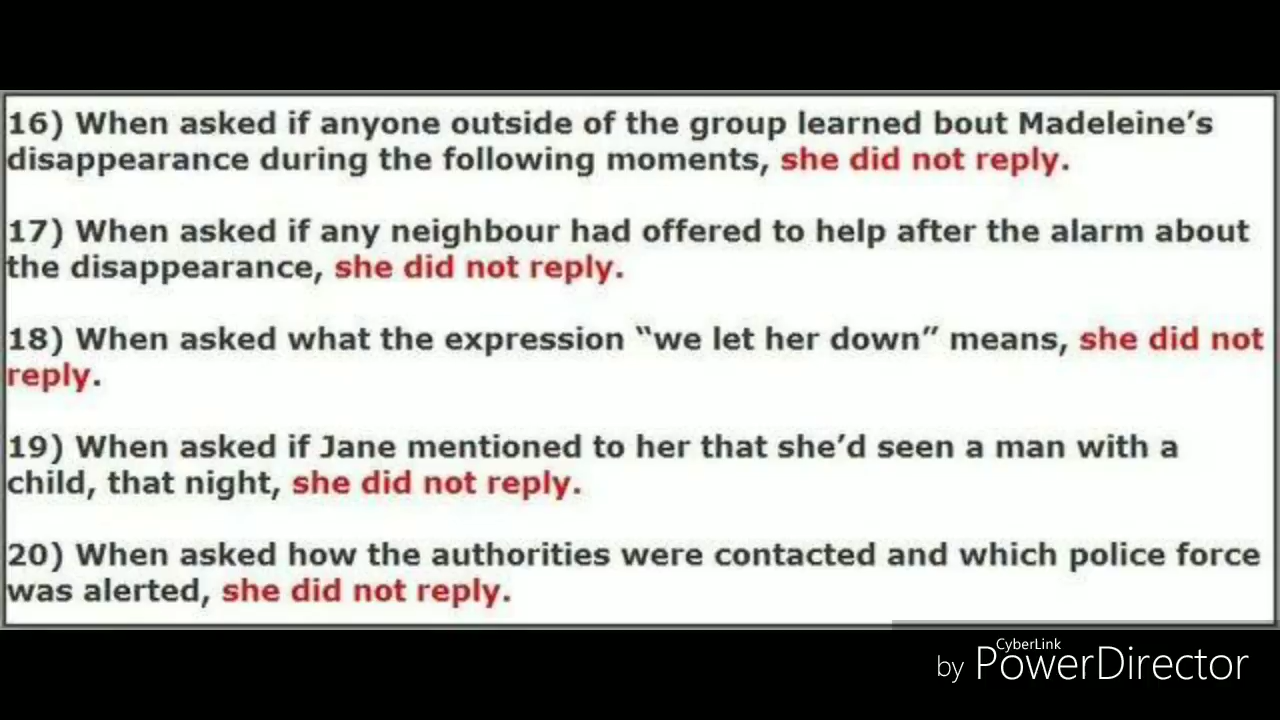 16) When asked if anyone outside of the group learned bout Madeleine’s
disappearance during the following moments, she did not reply.
17) When asked if any neighbour had offered to help after the alarm about
the disappearance, she did not reply.
18) When asked what the expression “we let her down” means, she did not
reply.
19) When asked if Jane mentioned to her that she’d seen a man with a
child, that night, she did not reply.
20) When asked how the authorities were contacted and which police force
was alerted, she did not reply.
CyberLink
by PowerDirector